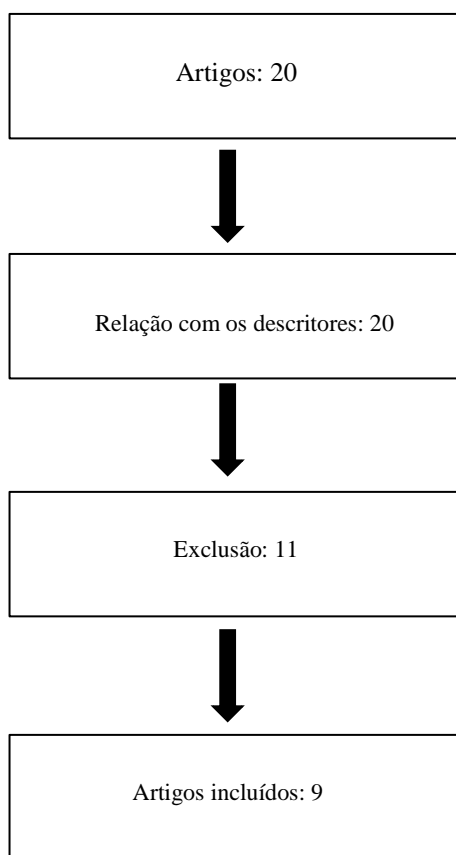 Artigos: 20
Relação com os descritores: 20
Exclusão: 11
Artigos incluídos: 9